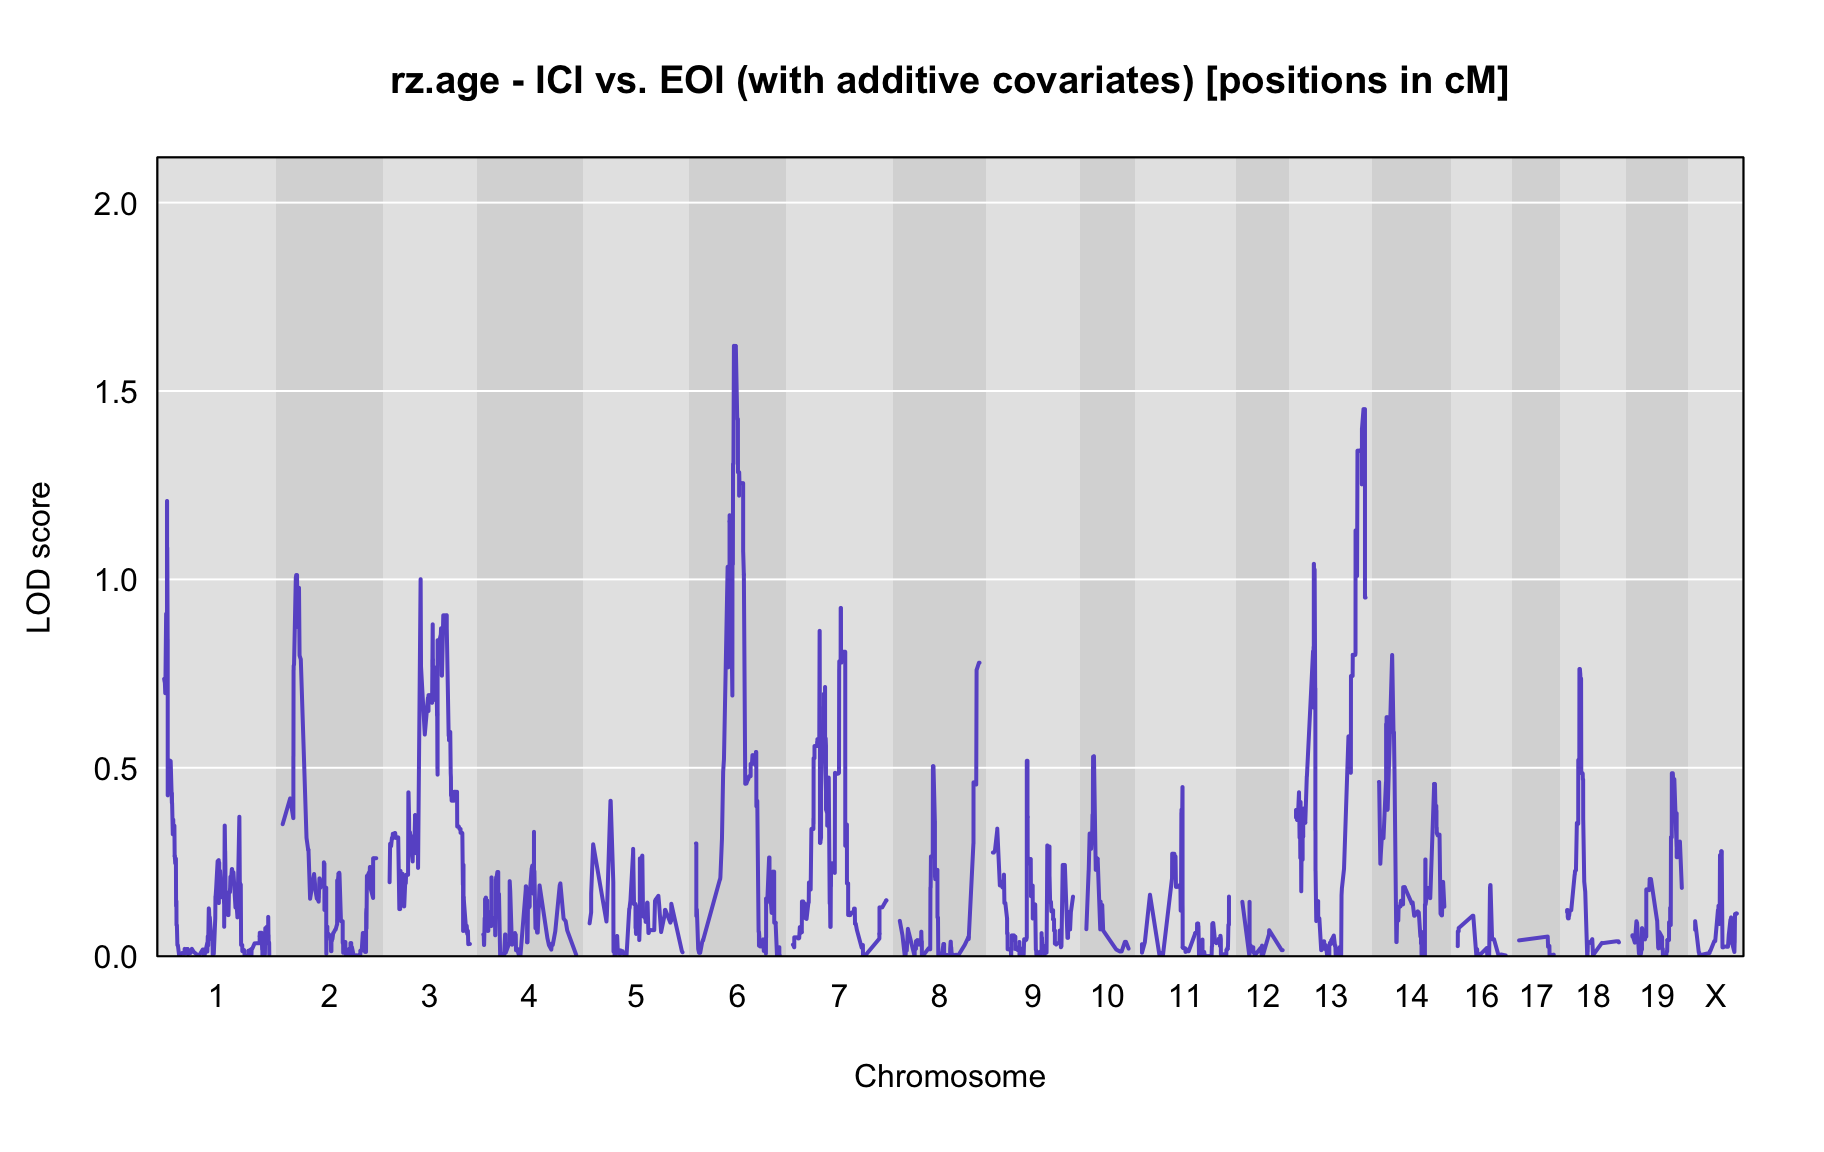 rz.age - ICI vs. EOI (with additive covariates) [positions in cM]
2.0
1.5
1.0
0.5
0.0
LOD score
1 2 3 4 5 6 7 8 9 10 11 12 13 14 16 17 18 19 X
Chromosome